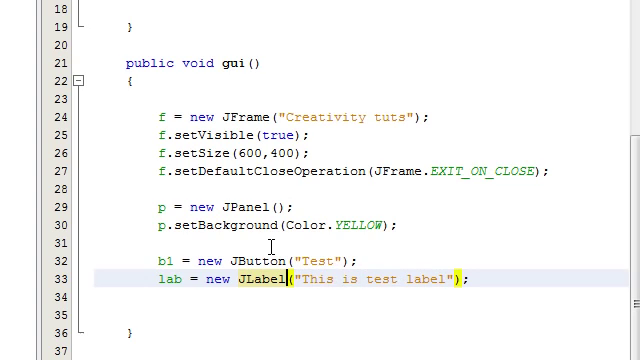 18
19 }
20
21 public void gui()
22 {
23
24 f = new JFrame("Creativity tuts");
25 f.setVisible(true);
26 f.setSize(600,400);
27 f.setDefaultCloseOperation(JFrame.EXIT_ON_CLOSE);
28
29 p = new JPanel();
30 p.setBackground(Color.YELLOW);
31
32 b1 = new JButton("Test");
33 lab = new JLabel("This is test label");
34
35
36 }
37